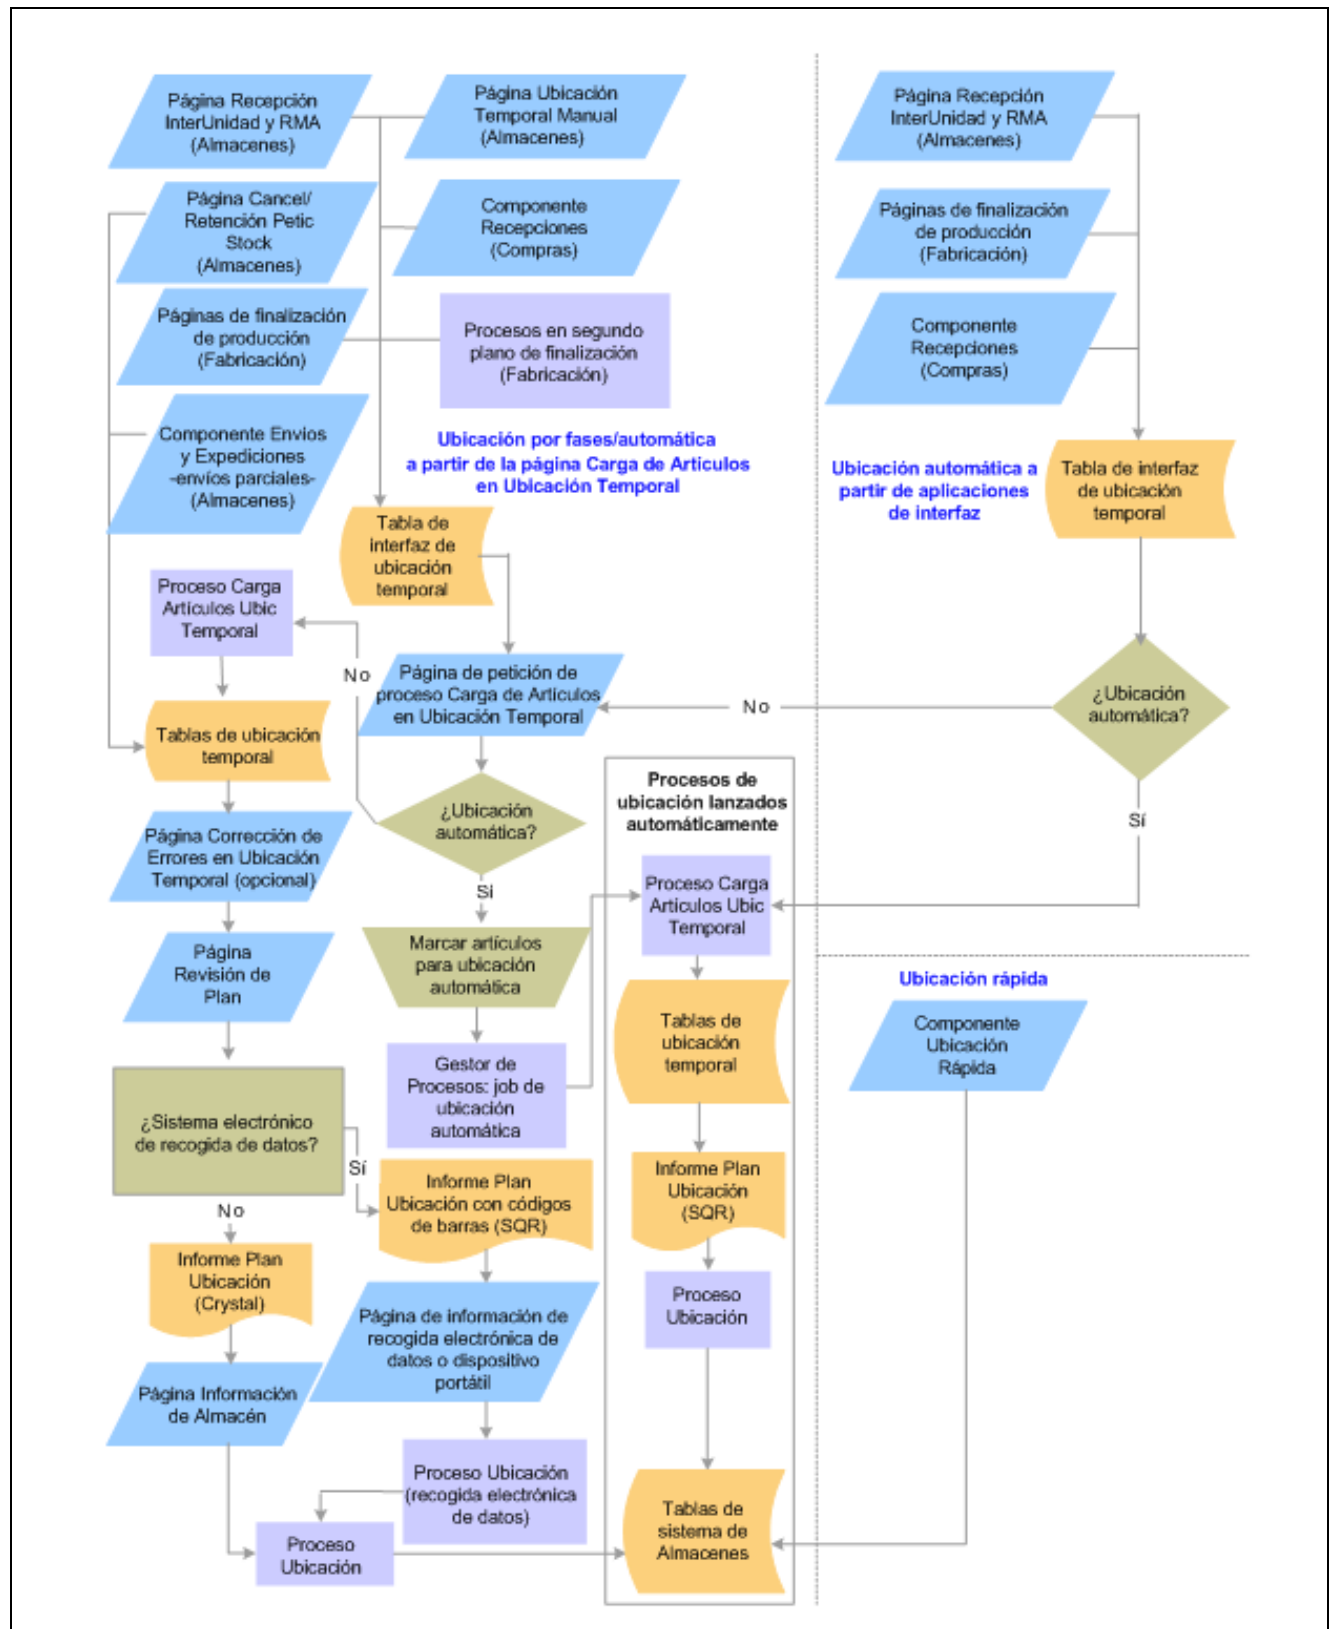 Página Recepción
InterUnidad y RMA
(Almacenes)
Página Ubicación
Temporal Manual
(Almacenes)
Página Cancel/
Retención Petic
Stock
(Almacenes)
Componente
Recepciones
(Compras)
Páginas de finalización
de producción
(Fabricación)
Procesos en segundo
plano de finalización
(Fabricación)
Componente Envios
y Expediciones
-envíos parciales-
(Almacenes)
Ubicación por fases/automática
a partir de la página Carga de Artículos
en Ubicación Temporal
Tabla de
interfaz de
ubicación
temporal
Proceso Carga
Artículos Ubic
Temporal
No
Página de petición de
proceso Carga de Artículos
en Ubicación Temporal
Tablas de ubicación
temporal
¿Ubicación
automática?
Página Corrección de
Errores en Ubicación
Temporal (opcional)
Sí
Marcar artículos
para ubicación
automática
Página
Revisión de
Plan
Gestor de
Procesos: job de
ubicación
automática
¿Sistema electrónico
de recogida de datos?
Sí
No
Informe Plan
Ubicación con códigos
de barras (SQR)
Informe Plan
Ubicación
(Crystal)
Página de información de
recogida electrónica de
datos o dispositivo
portátil
Página Información
de Almacén
Proceso Ubicación
(recogida electrónica
de datos)
Proceso
Ubicación
Procesos de
ubicación lanzados
automáticamente
Proceso Carga
Artículos Ubic
Temporal
Tablas de
ubicación
temporal
Informe Plan
Ubicación
(SQR)
Proceso
Ubicación
Tablas de
sistema de
Almacenes
Página Recepción
InterUnidad y RMA
(Almacenes)
Páginas de finalización
de producción
(Fabricación)
Componente
Recepciones
(Compras)
Ubicación automática a
partir de aplicaciones
de interfaz
Tabla de interfaz
de ubicación
temporal
¿Ubicación
automática?
No
Sí
Ubicación rápida
Componente
Ubicación
Rápida